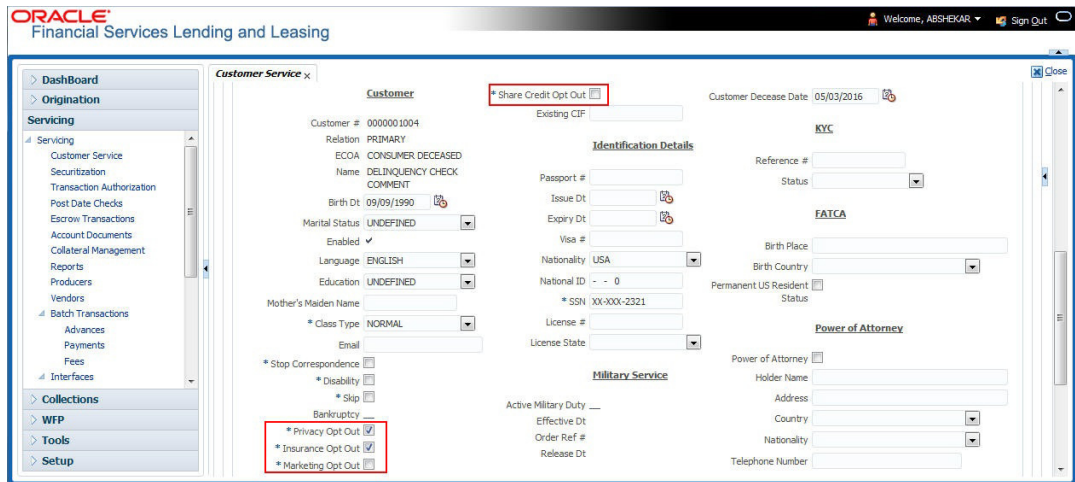 ORACLE®
Financial Services Lending and Leasing
Welcome, ABSHEKAR
Sign Out
Close
DashBoard
Origination
Servicing
Servicing
Customer Service
Securitization
Transaction Authorization
Post Date Checks
Escrow Transactions
Account Documents
Collateral Management
Reports
Producers
Vendors
Batch Transactions
Advances
Payments
Fees
Interfaces
Collections
WFP
Tools
Setup
Customer Service x
Customer
Customer # 0000001004
Relation PRIMARY
ECOA CONSUMER DECEASED
Name DELINQUENCY CHECK
COMMENT
Birth Dt 09/09/1990
Marital Status UNDEFINED
Enabled
Language ENGLISH
Education UNDEFINED
Mother's Maiden Name
* Class Type NORMAL
Email
* Stop Correspondence
* Disability
* Skip
Bankruptcy __
* Privacy Opt Out
* Insurance Opt Out
* Marketing Opt Out
* Share Credit Opt Out
Existing CIF
Identification Details
Passport #
Issue Dt
Expiry Dt
Visa #
Nationality USA
National ID - - 0
* SSN XX-XXX-2321
License #
License State
Military Service
Active Military Duty __
Effective Dt
Order Ref #
Release Dt
Customer Decease Date 05/03/2016
KYC
Reference #
Status
FATCA
Birth Place
Birth Country
Permanent US Resident
Status
Power of Attorney
Power of Attorney
Holder Name
Address
Country
Nationality
Telephone Number